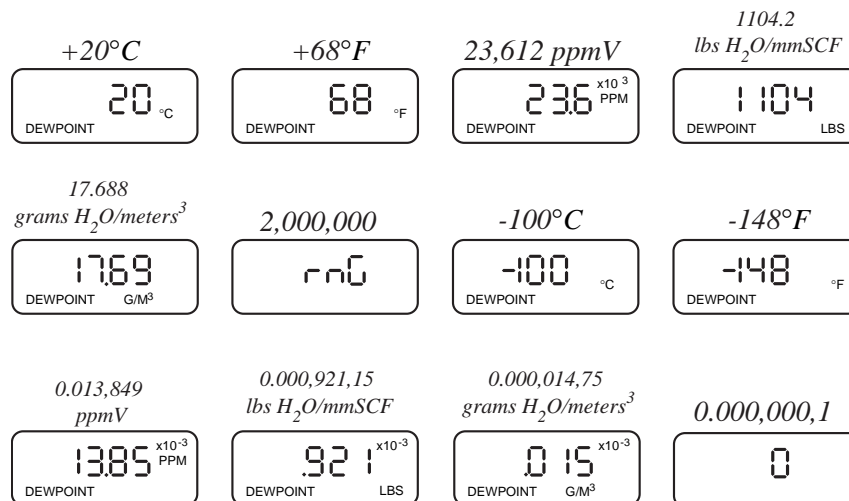 +20°C
20 °C
DEWPOINT
+68°F
68 °F
DEWPOINT
23,612 ppmV
23.6 x10 3
PPM
DEWPOINT
1104.2
lbs H2O/mmSCF
1104
DEWPOINT LBS
17.688
grams H2O/meters3
17.69
DEWPOINT G/M3
2,000,000
rnG
-100°C
-100 °C
DEWPOINT
-148°F
-148 °F
DEWPOINT
0.013,849
ppmV
13.85 x10-3
PPM
DEWPOINT
0.000,921,15
lbs H2O/mmSCF
.921 x10-3
DEWPOINT LBS
0.000,014,75
grams H2O/meters3
.015 x10-3
DEWPOINT G/M3
0.000,000,1
0